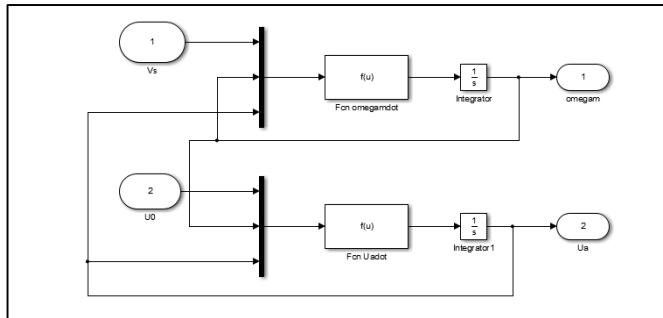 1
Vs
f(u)
Fcn omegamdot
1
s
Integrator
1
omegam
2
U0
f(u)
Fcn Uadot
1
s
Integrator1
2
Ua